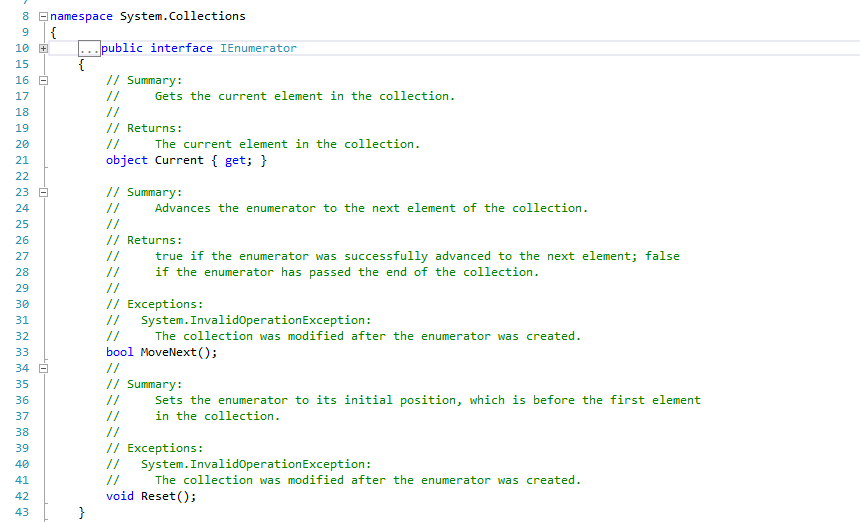 7
8 namespace System.Collections
9 {
10 ...public interface IEnumerator
15 {
16 // Summary:
17 //     Gets the current element in the collection.
18 //
19 // Returns:
20 //     The current element in the collection.
21 object Current { get; }
22
23 // Summary:
24 //     Advances the enumerator to the next element of the collection.
25 //
26 // Returns:
27 //     true if the enumerator was successfully advanced to the next element; false
28 //     if the enumerator has passed the end of the collection.
29 //
30 // Exceptions:
31 //   System.InvalidOperationException:
32 //     The collection was modified after the enumerator was created.
33 bool MoveNext();
34 //
35 // Summary:
36 //     Sets the enumerator to its initial position, which is before the first element
37 //     in the collection.
38 //
39 // Exceptions:
40 //   System.InvalidOperationException:
41 //     The collection was modified after the enumerator was created.
42 void Reset();
43 }